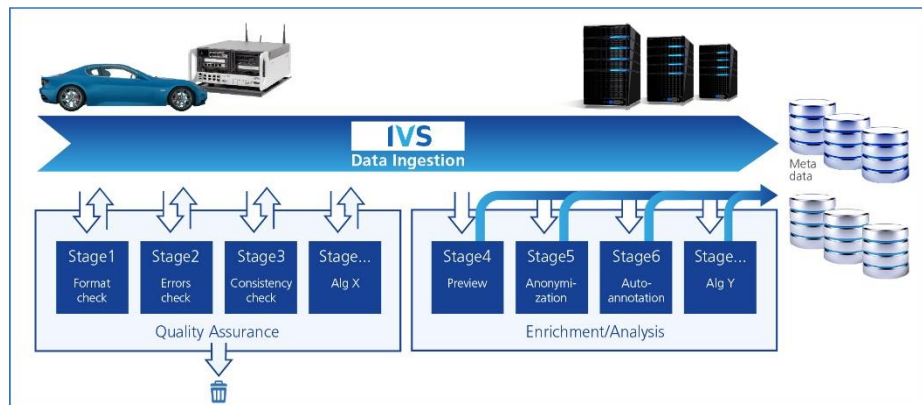 IVS
Data Ingestion
Meta
data
Stage1
Format
check
Stage2
Errors
check
Stage3
Consistency
check
Stage...
Alg X
Quality Assurance
Stage4
Preview
Stage5
Anonymi-
zation
Stage6
Auto-
annotation
Stage...
Alg Y
Enrichment/Analysis